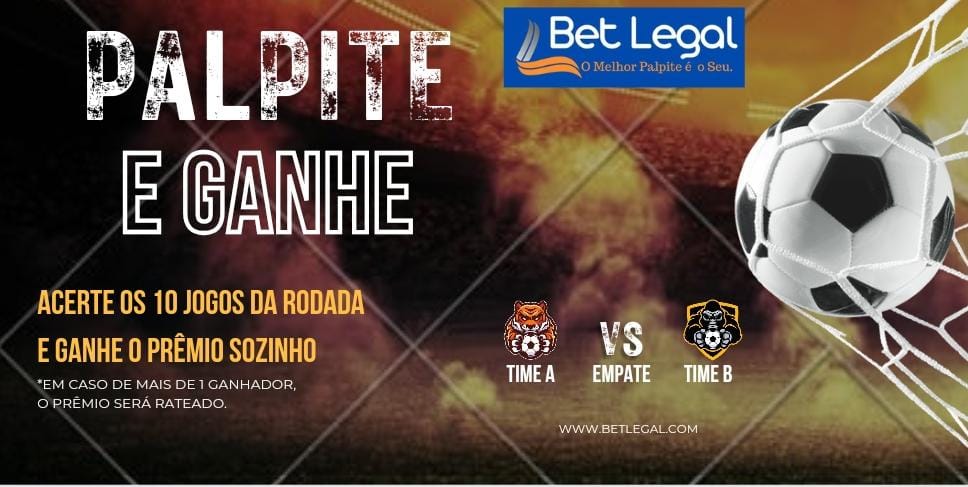 PALPITE
E GANHE
Bet Legal
O Melhor Palpite é o Seu.
ACERTE OS 10 JOGOS DA RODADA
E GANHE O PRÊMIO SOZINHO
*EM CASO DE MAIS DE 1 GANHADOR,
O PRÊMIO SERÁ RATEADO.
VS
TIME A EMPATE TIME B
WWW.BETLEGAL.COM